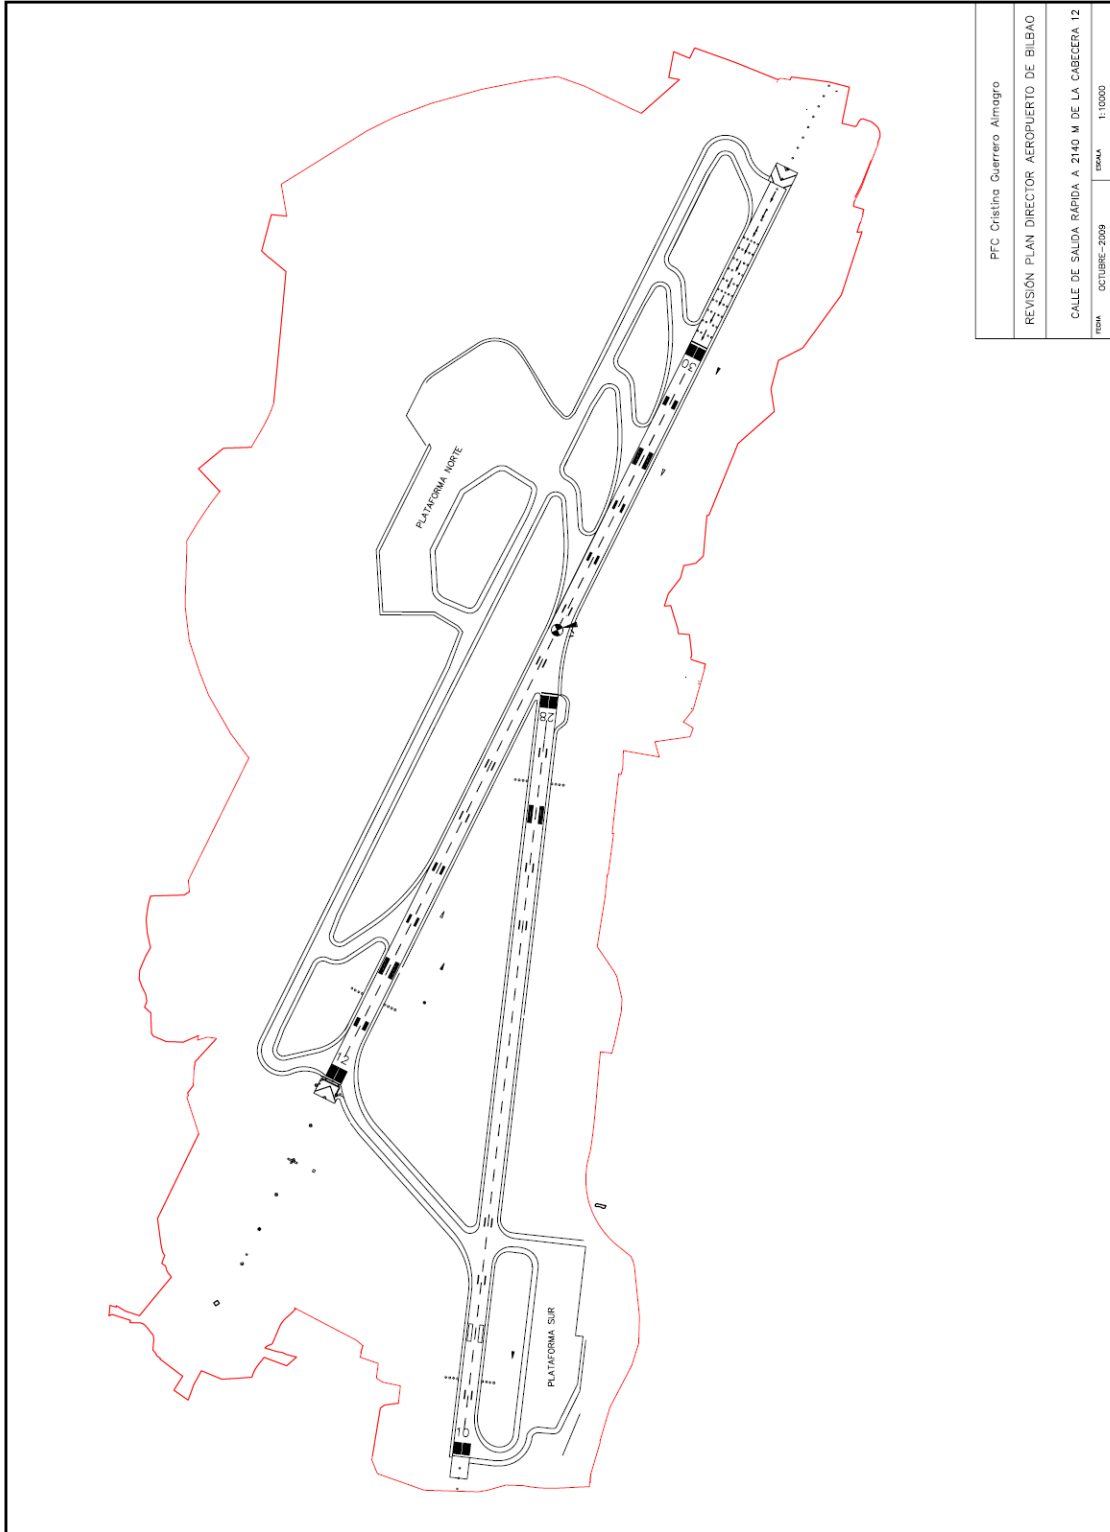 PFC Cristina Guerrero Almagro
REVISIÓN PLAN DIRECTOR AEROPUERTO DE BILBAO
CALLE DE SALIDA RÁPIDA A 2140 M DE LA CABECERA 12
FECHA OCTUBRE-2009 ESCALA 1:10000
PLATAFORMA NORTE
30
28
12
10
PLATAFORMA SUR